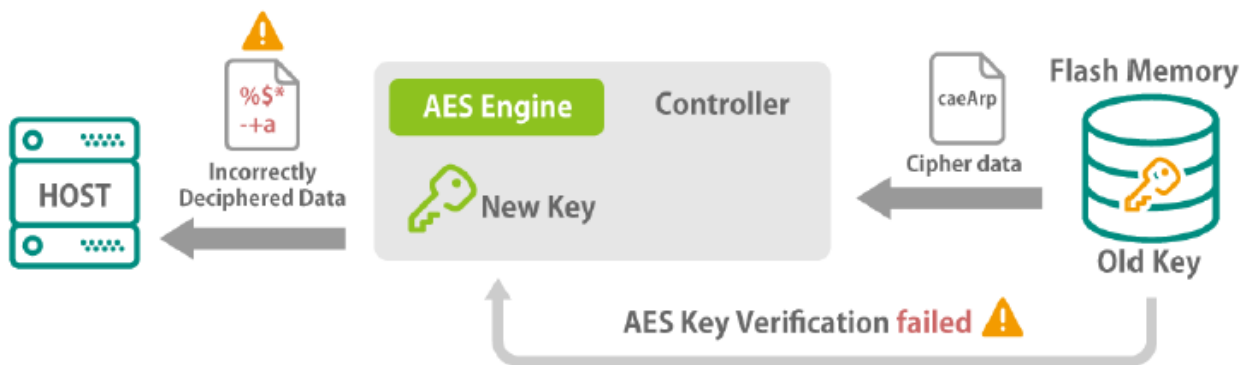 HOST
%$*
-+a
Incorrectly
Deciphered Data
AES Engine
Controller
New Key
caeArp
Cipher data
Flash Memory
Old Key
AES Key Verification failed